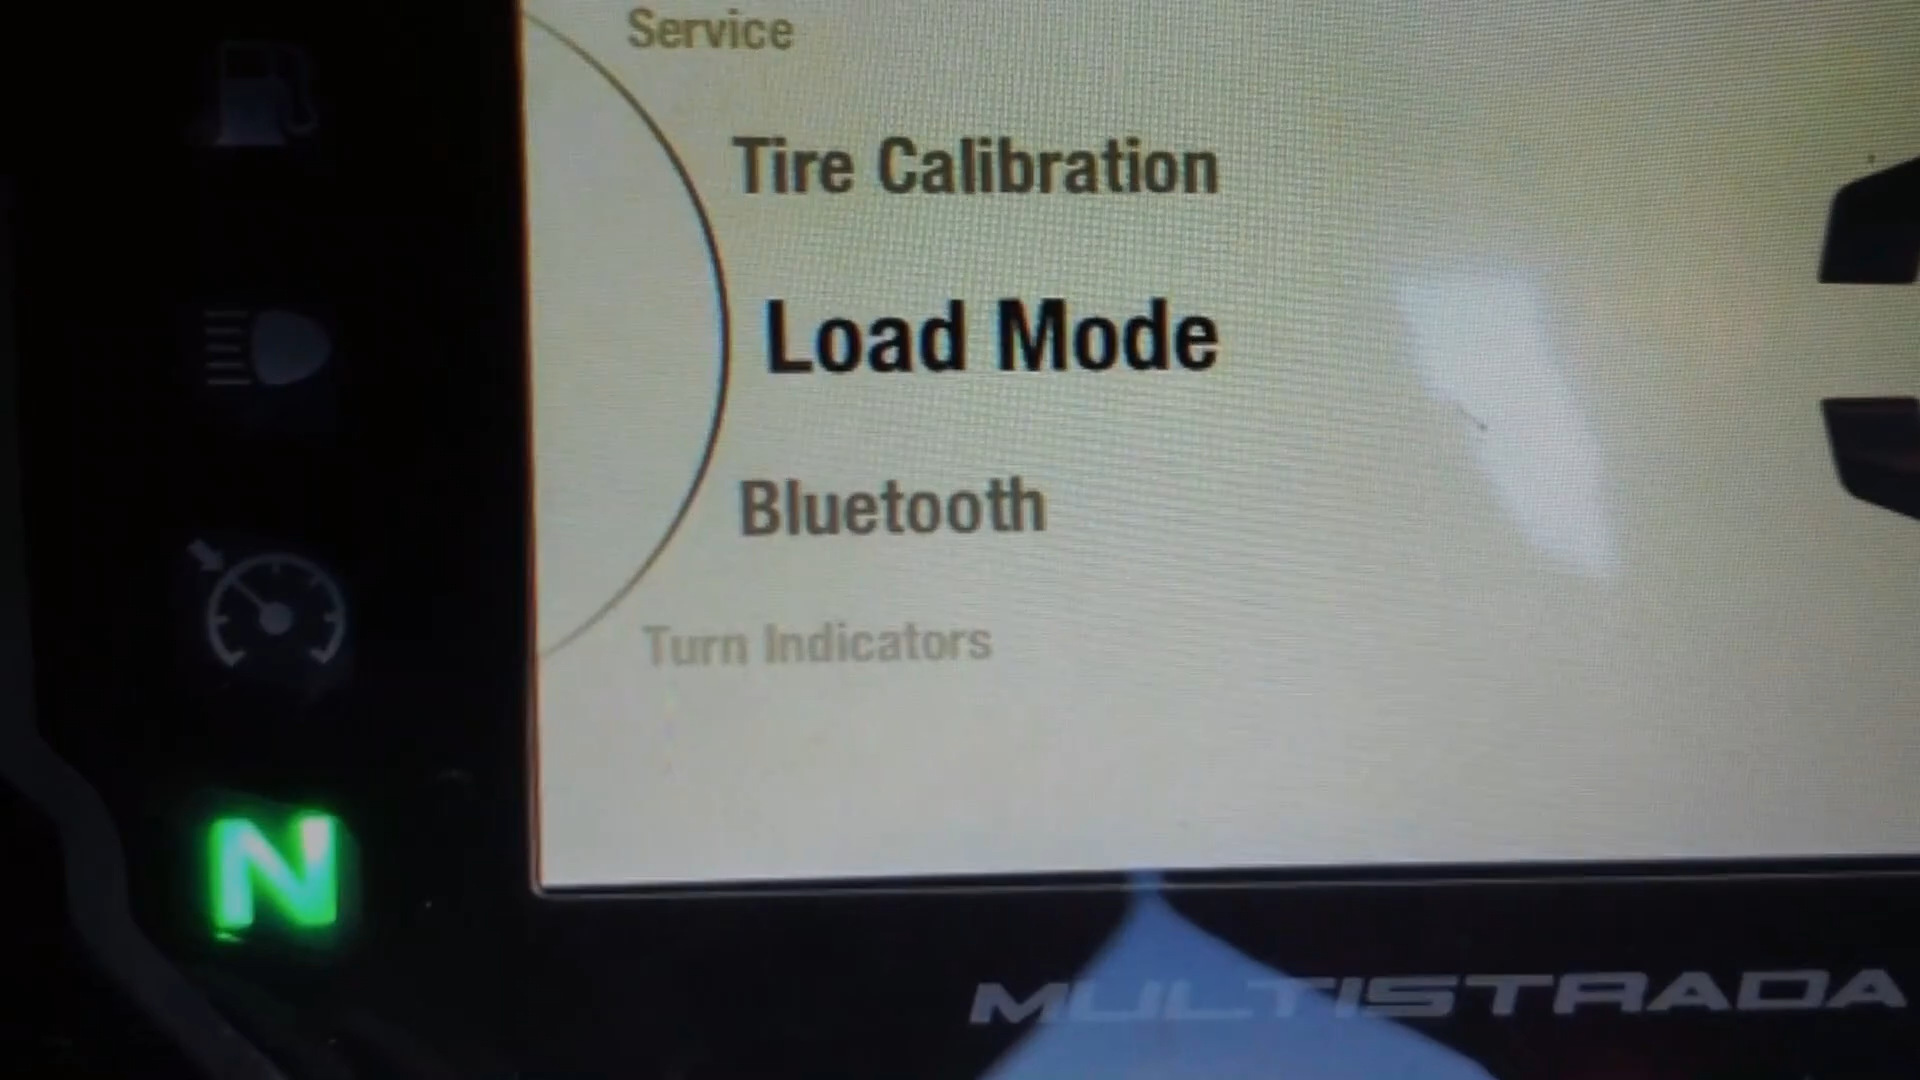 Service
Tire Calibration
Load Mode
Bluetooth
Turn Indicators
N
MULTISTRADA